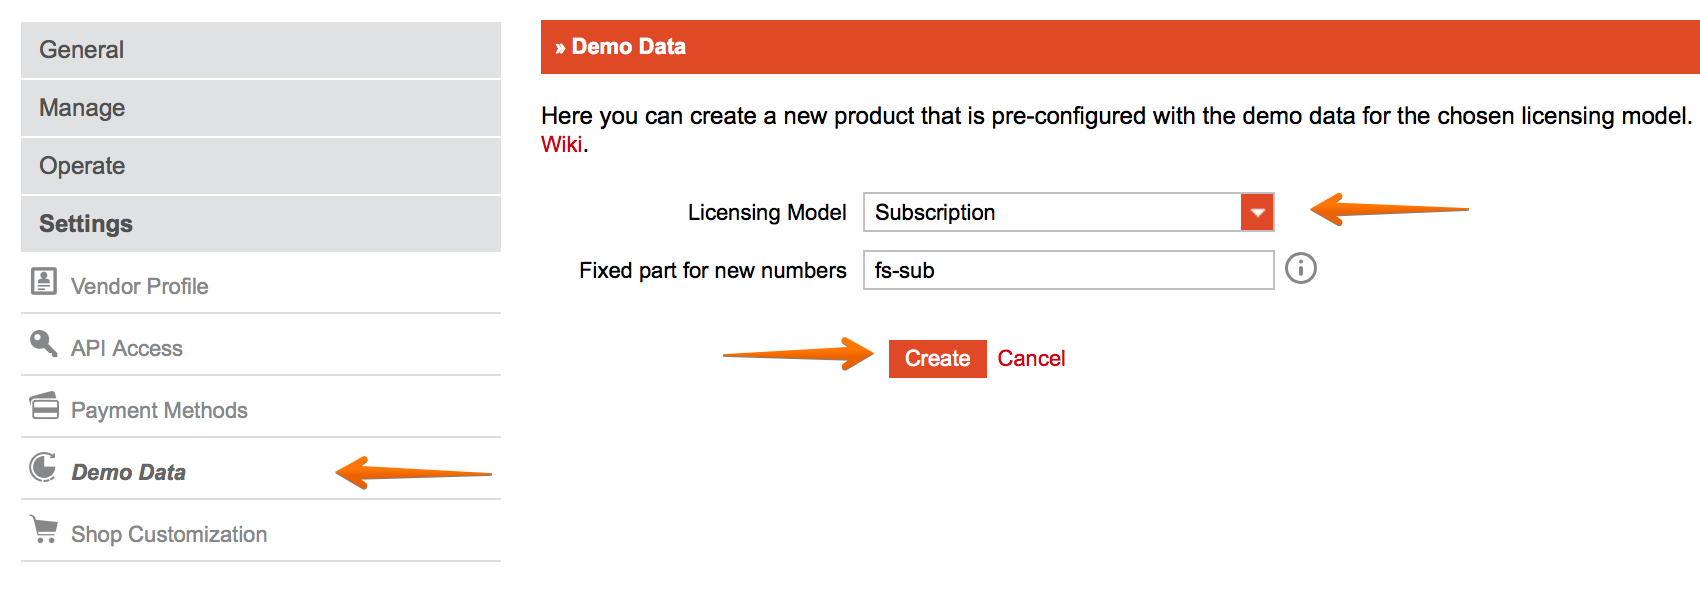 General
Manage
Operate
Settings
Vendor Profile
API Access
Payment Methods
Demo Data
Shop Customization
» Demo Data
Here you can create a new product that is pre-configured with the demo data for the chosen licensing model.
Wiki.
Licensing Model Subscription
Fixed part for new numbers fs-sub
Create Cancel